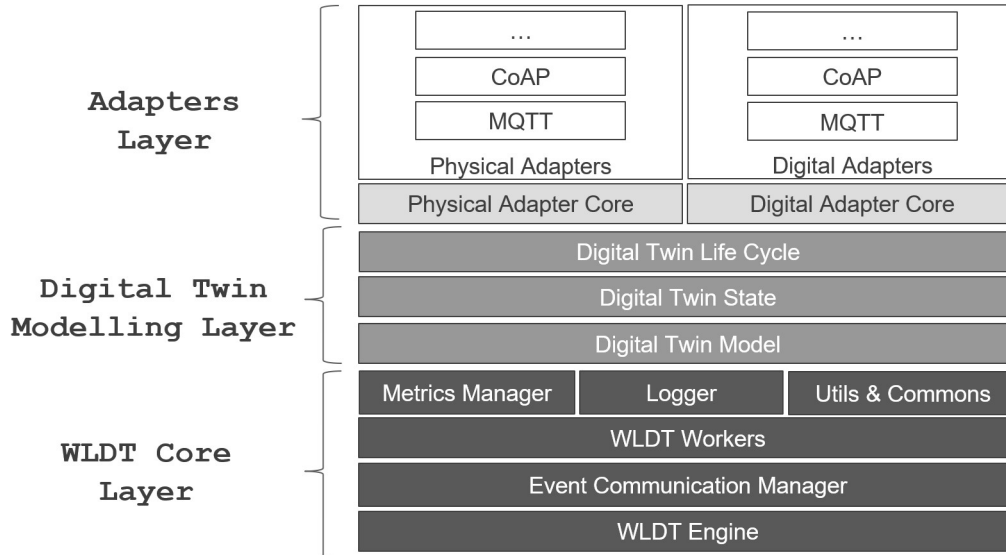 Adapters
Layer
…
CoAP
MQTT
Physical Adapters
…
CoAP
MQTT
Digital Adapters
Physical Adapter Core
Digital Adapter Core
Digital Twin
Modelling Layer
Digital Twin Life Cycle
Digital Twin State
Digital Twin Model
WLDT Core
Layer
Metrics Manager
Logger
Utils & Commons
WLDT Workers
Event Communication Manager
WLDT Engine